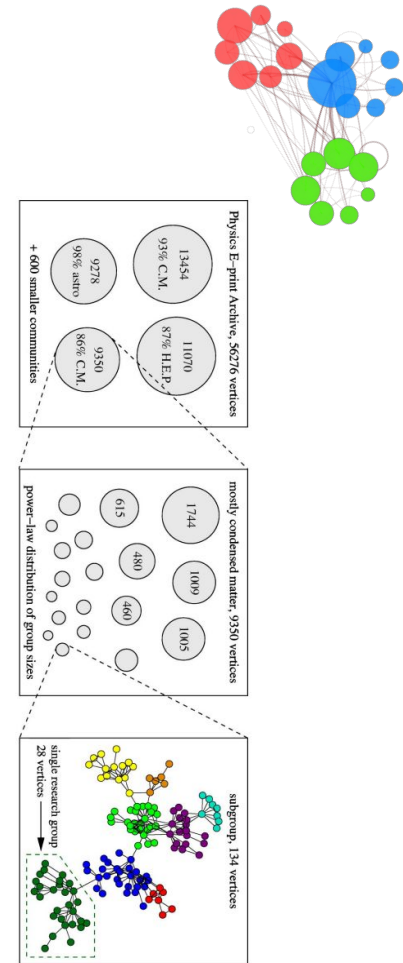 Physics E−print Archive, 56276 vertices
13454
93% C.M.
11070
87% H.E.P.
9278
98% astro
9350
86% C.M.
+ 600 smaller communities
mostly condensed matter, 9350 vertices
1744
1009
1005
615
480
460
power−law distribution of group sizes
subgroup, 134 vertices
single research group
28 vertices